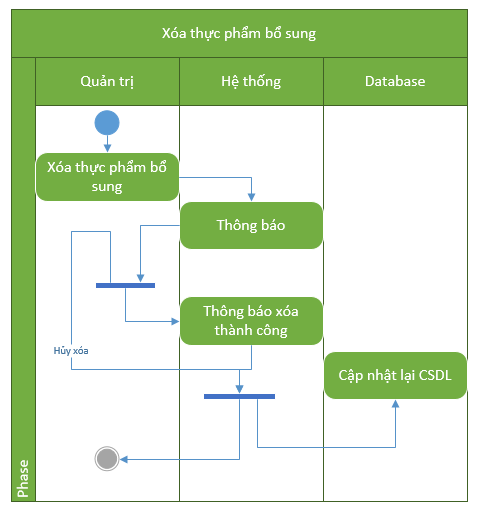 Xóa thực phẩm bổ sung
Quản trị
Hệ thống
Database
Xóa thực phẩm bổ
sung
Thông báo
Thông báo xóa
thành công
Hủy xóa
Cập nhật lại CSDL
Phase